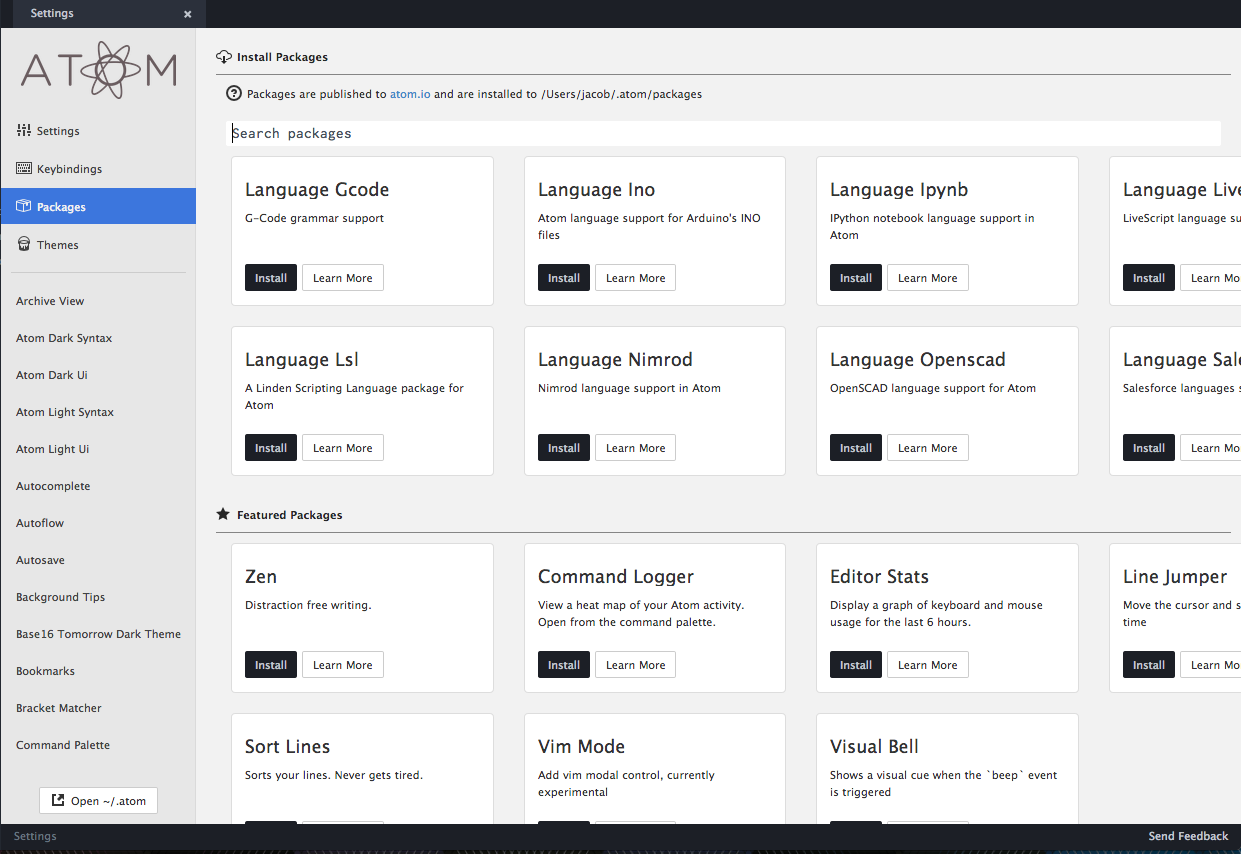 Settings ×
ATOM
Settings
Keybindings
Packages
Themes
Archive View
Atom Dark Syntax
Atom Dark Ui
Atom Light Syntax
Atom Light Ui
Autocomplete
Autoflow
Autosave
Background Tips
Base16 Tomorrow Dark Theme
Bookmarks
Bracket Matcher
Command Palette
Open ~/.atom
Install Packages
Packages are published to atom.io and are installed to /Users/jacob/.atom/packages
Search packages
Language Gcode
G-Code grammar support
Install Learn More
Language Ino
Atom language support for Arduino's INO
files
Install Learn More
Language Ipynb
IPython notebook language support in
Atom
Install Learn More
Language Live
LiveScript language su
Install Learn Mo
Language Lsl
A Linden Scripting Language package for
Atom
Install Learn More
Language Nimrod
Nimrod language support in Atom
Install Learn More
Language Openscad
OpenSCAD language support for Atom
Install Learn More
Language Sale
Salesforce languages s
Install Learn Mo
Featured Packages
Zen
Distraction free writing.
Install Learn More
Command Logger
View a heat map of your Atom activity.
Open from the command palette.
Install Learn More
Editor Stats
Display a graph of keyboard and mouse
usage for the last 6 hours.
Install Learn More
Line Jumper
Move the cursor and s
time
Install Learn Mo
Sort Lines
Sorts your lines. Never gets tired.
Vim Mode
Add vim modal control, currently
experimental
Visual Bell
Shows a visual cue when the `beep` event
is triggered
Settings
Send Feedback